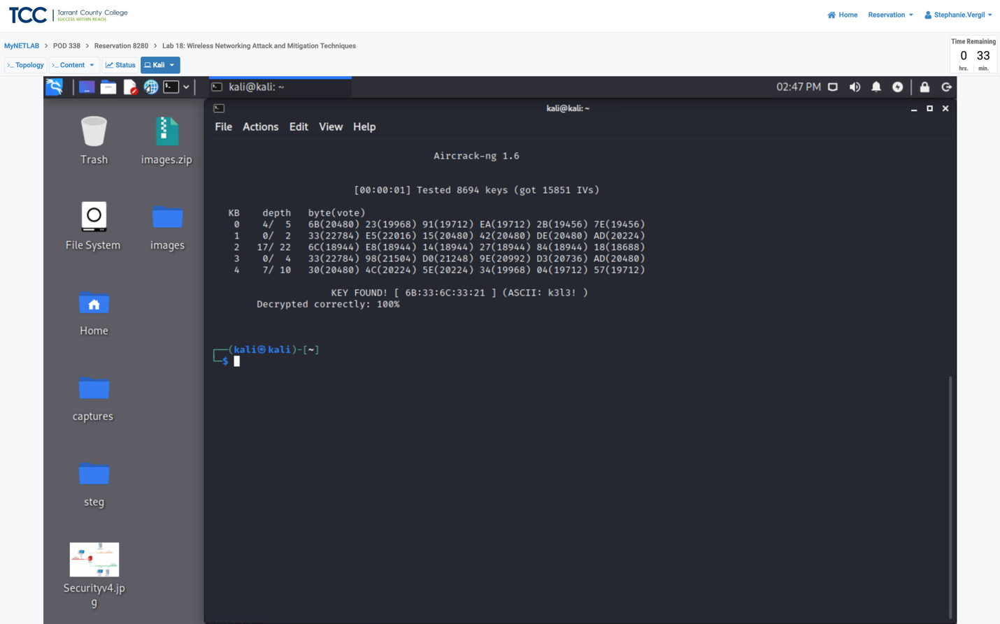 TCC Tarrant County College
SUCCESS WITHIN REACH.
Home Reservation Stephanie.Vergil
MyNETLAB > POD 338 > Reservation 8280 > Lab 18: Wireless Networking Attack and Mitigation Techniques
Time Remaining
0 33
hrs. min.
>_ Topology >_ Content Status Kali
kali@kali: ~
02:47 PM
kali@kali: ~
File Actions Edit View Help
Trash
images.zip
File System
images
Home
captures
steg
Securityv4.jp
g
Aircrack-ng 1.6
[00:00:01] Tested 8694 keys (got 15851 IVs)
KB depth byte(vote)
0 4/ 5 6B(20480) 23(19968) 91(19712) EA(19712) 2B(19456) 7E(19456)
1 0/ 2 33(22784) E5(22016) 15(20480) 42(20480) DE(20480) AD(20224)
2 17/ 22 6C(18944) E8(18944) 14(18944) 27(18944) 84(18944) 18(18688)
3 0/ 4 33(22784) 98(21504) D0(21248) 9E(20992) D3(20736) AD(20480)
4 7/ 10 30(20480) 4C(20224) 5E(20224) 34(19968) 04(19712) 57(19712)
KEY FOUND! [ 6B:33:6C:33:21 ] (ASCII: k3l3! )
Decrypted correctly: 100%
┌──(kali㉿kali)-[~]
└─$